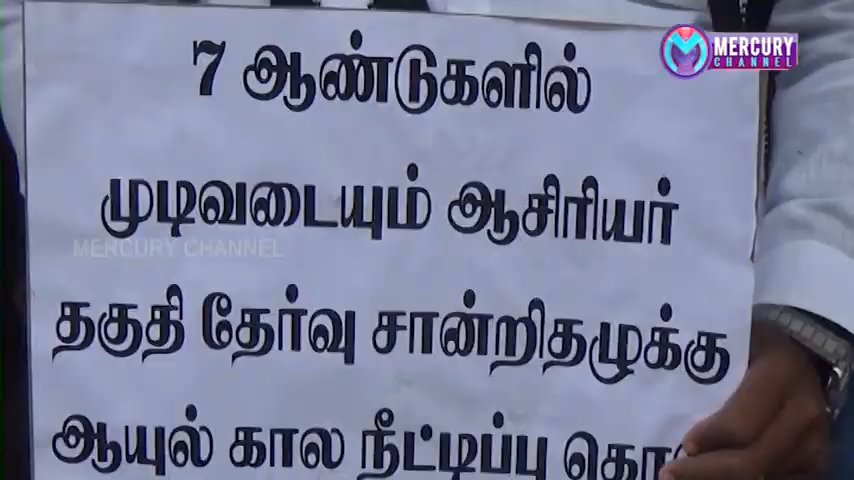 MERCURY
CHANNEL
7 ஆண்டுகளில்
முடிவடையும் ஆசிரியர்
MERCURY CHANNEL
தகுதி தேர்வு சான்றிதழுக்கு
ஆயுல் கால நீட்டிப்பு